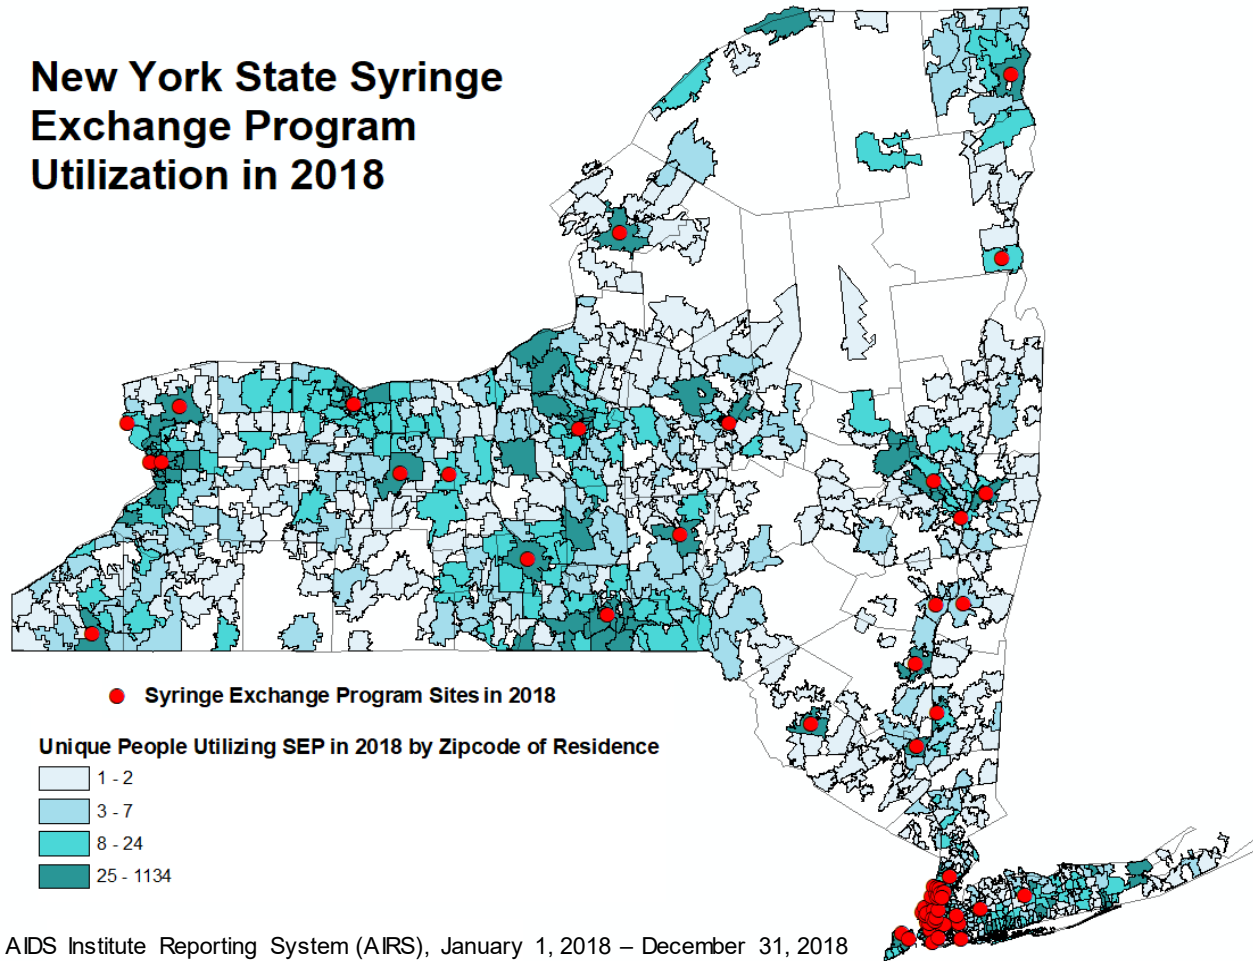 New York State Syringe
Exchange Program
Utilization in 2018
Syringe Exchange Program Sites in 2018
Unique People Utilizing SEP in 2018 by Zipcode of Residence
1 - 2
3 - 7
8 - 24
25 - 1134
AIDS Institute Reporting System (AIRS), January 1, 2018 – December 31, 2018